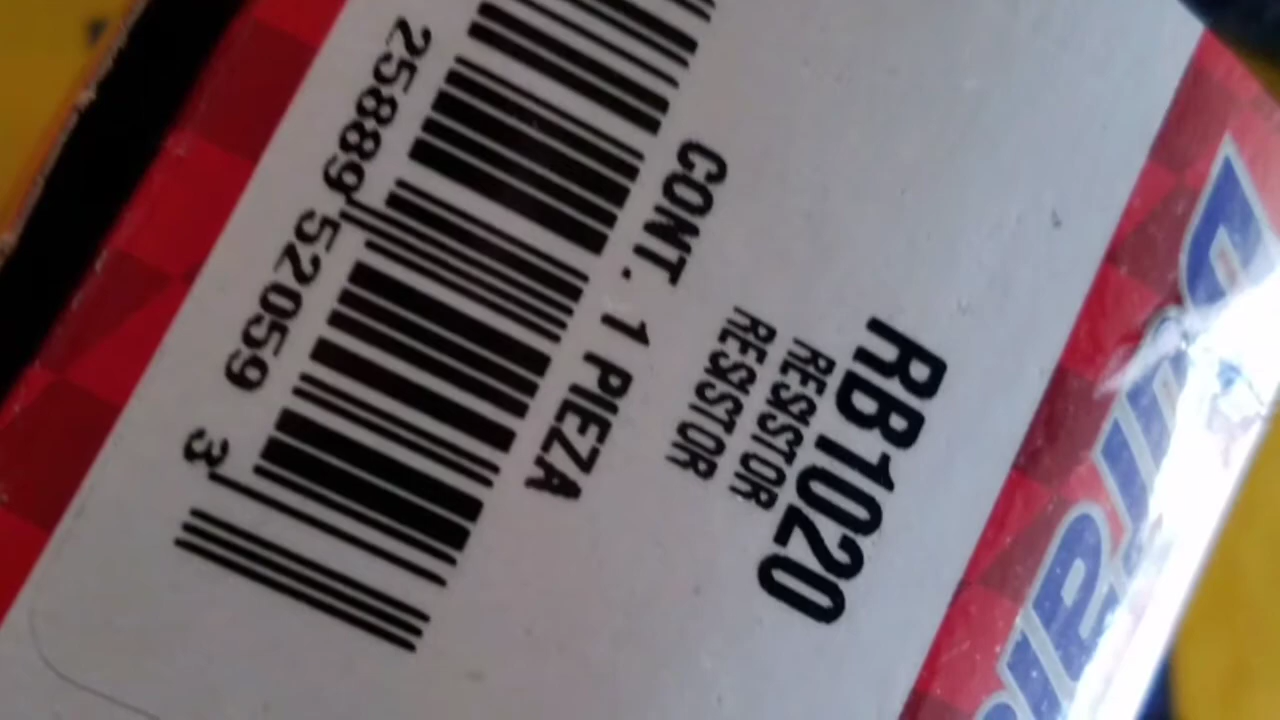 RB1020
RESISTOR
RESISTOR
CONT. 1 PIEZA
25889 52059 3